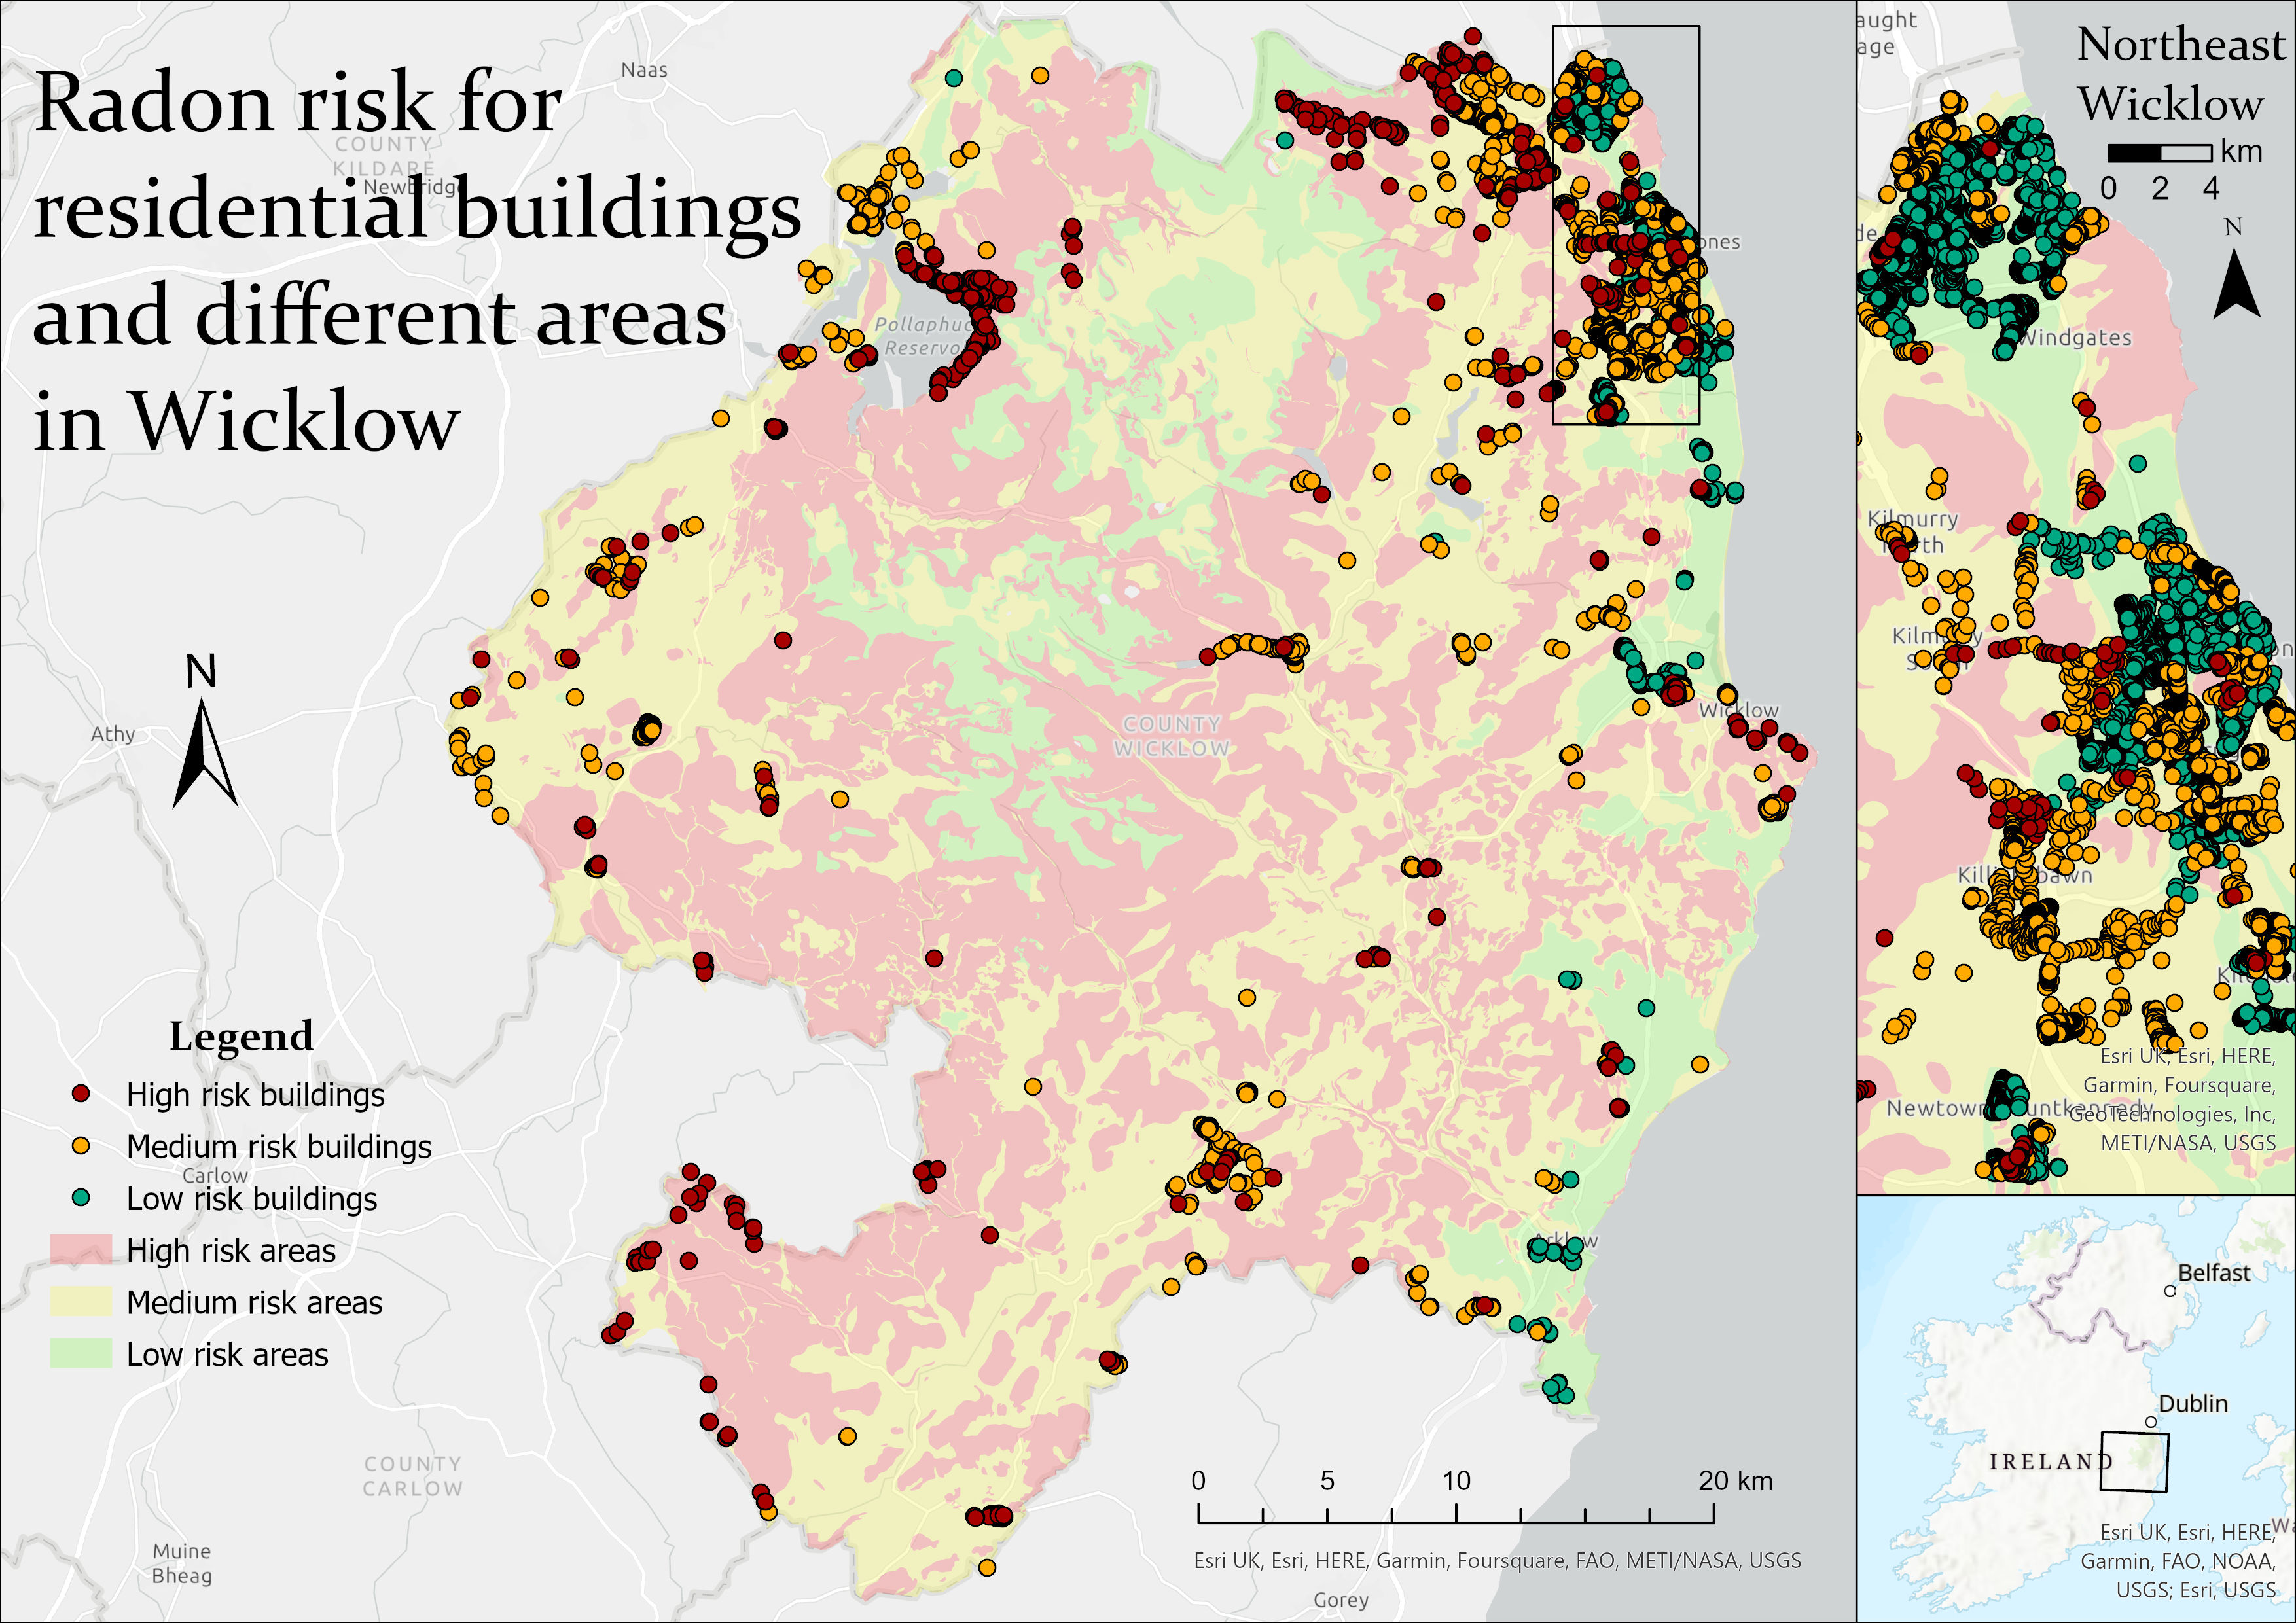 Radon risk for
residential buildings
and different areas
in Wicklow
Naas
COUNTY
KILDARE
Newbridge
Pollaphuca
Reservoir
Athy
N
COUNTY
WICKLOW
Wicklow
Arklow
Legend
High risk buildings
Medium risk buildings
Low risk buildings
High risk areas
Medium risk areas
Low risk areas
Carlow
COUNTY
CARLOW
Muine
Bheag
Gorey
0 5 10 20 km
Esri UK, Esri, HERE, Garmin, Foursquare, FAO, METI/NASA, USGS
Northeast
Wicklow
km
0 2 4
N
Windgates
Kilmurry
North
Kilmurry
South
Esri UK, Esri, HERE,
Garmin, Foursquare,
GeoTechnologies, Inc,
METI/NASA, USGS
Belfast
Dublin
IRELAND
Esri UK, Esri, HERE,
Garmin, FAO, NOAA,
USGS; Esri, USGS